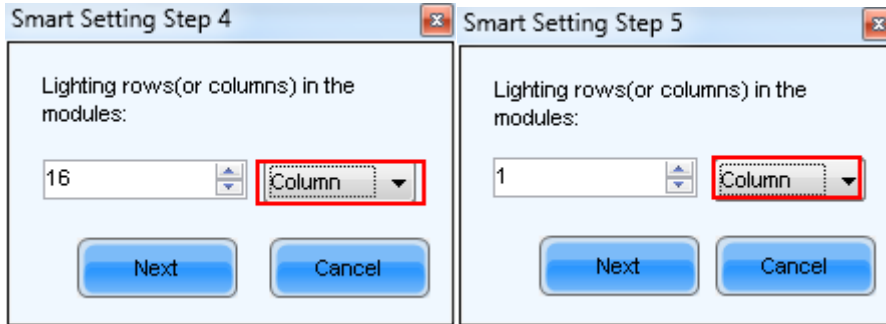 Smart Setting Step 4
Lighting rows(or columns) in the
modules:
16
Column
Next
Cancel
Smart Setting Step 5
Lighting rows(or columns) in the
modules:
1
Column
Next
Cancel